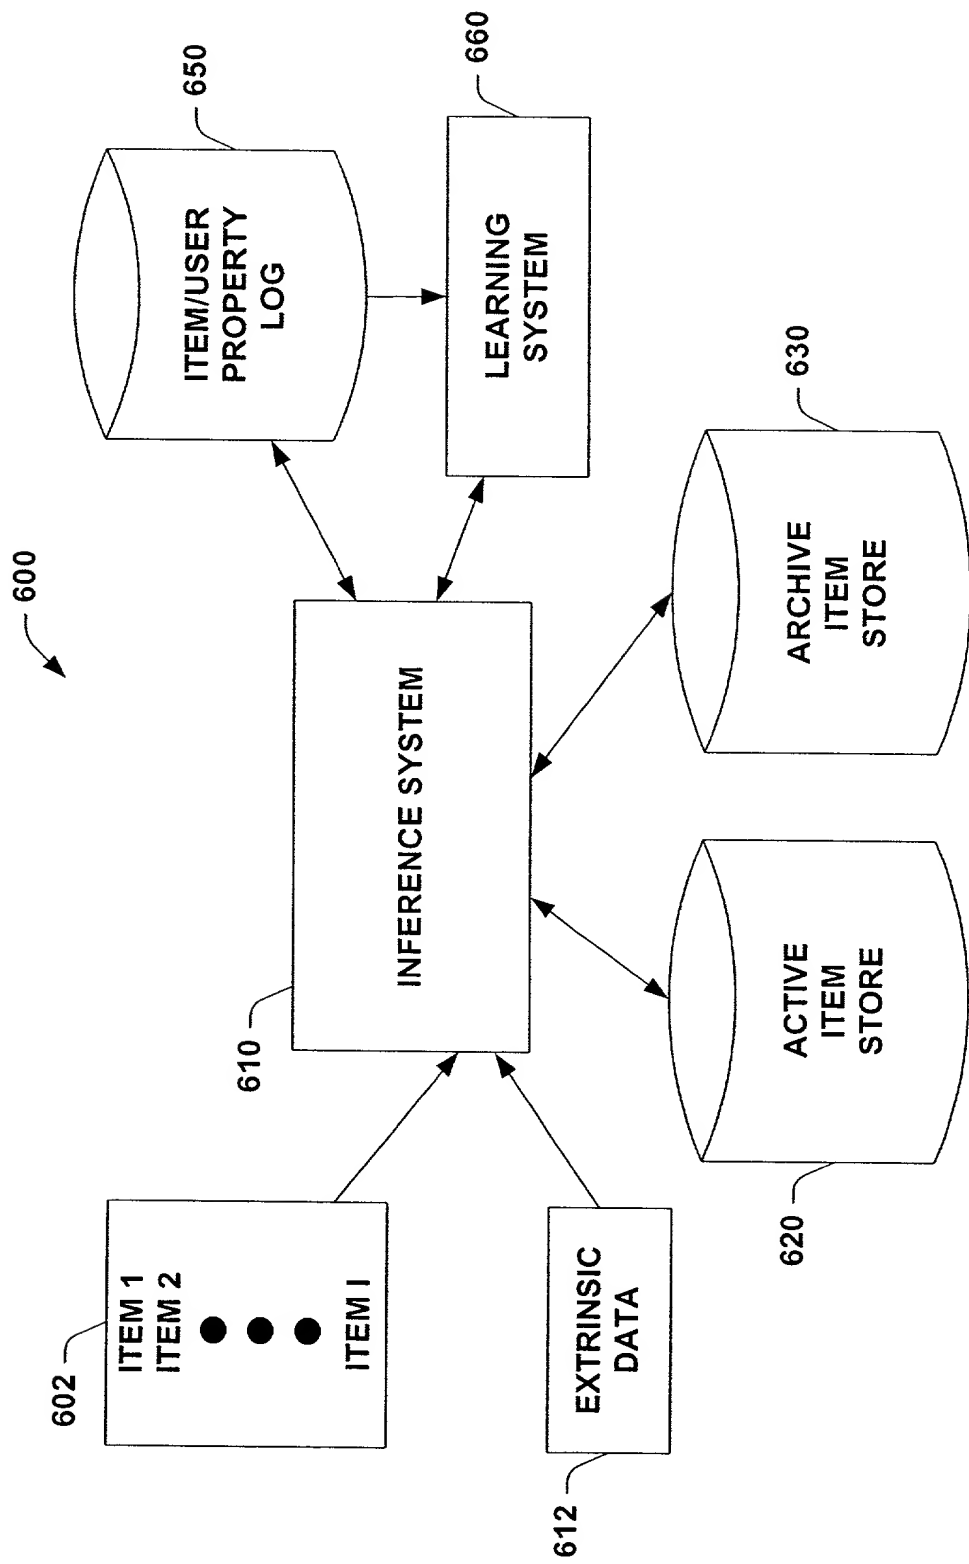 600
602
ITEM 1
ITEM 2
ITEM I
610
INFERENCE SYSTEM
650
ITEM/USER
PROPERTY
LOG
660
LEARNING
SYSTEM
612
EXTRINSIC
DATA
620
ACTIVE
ITEM
STORE
630
ARCHIVE
ITEM
STORE